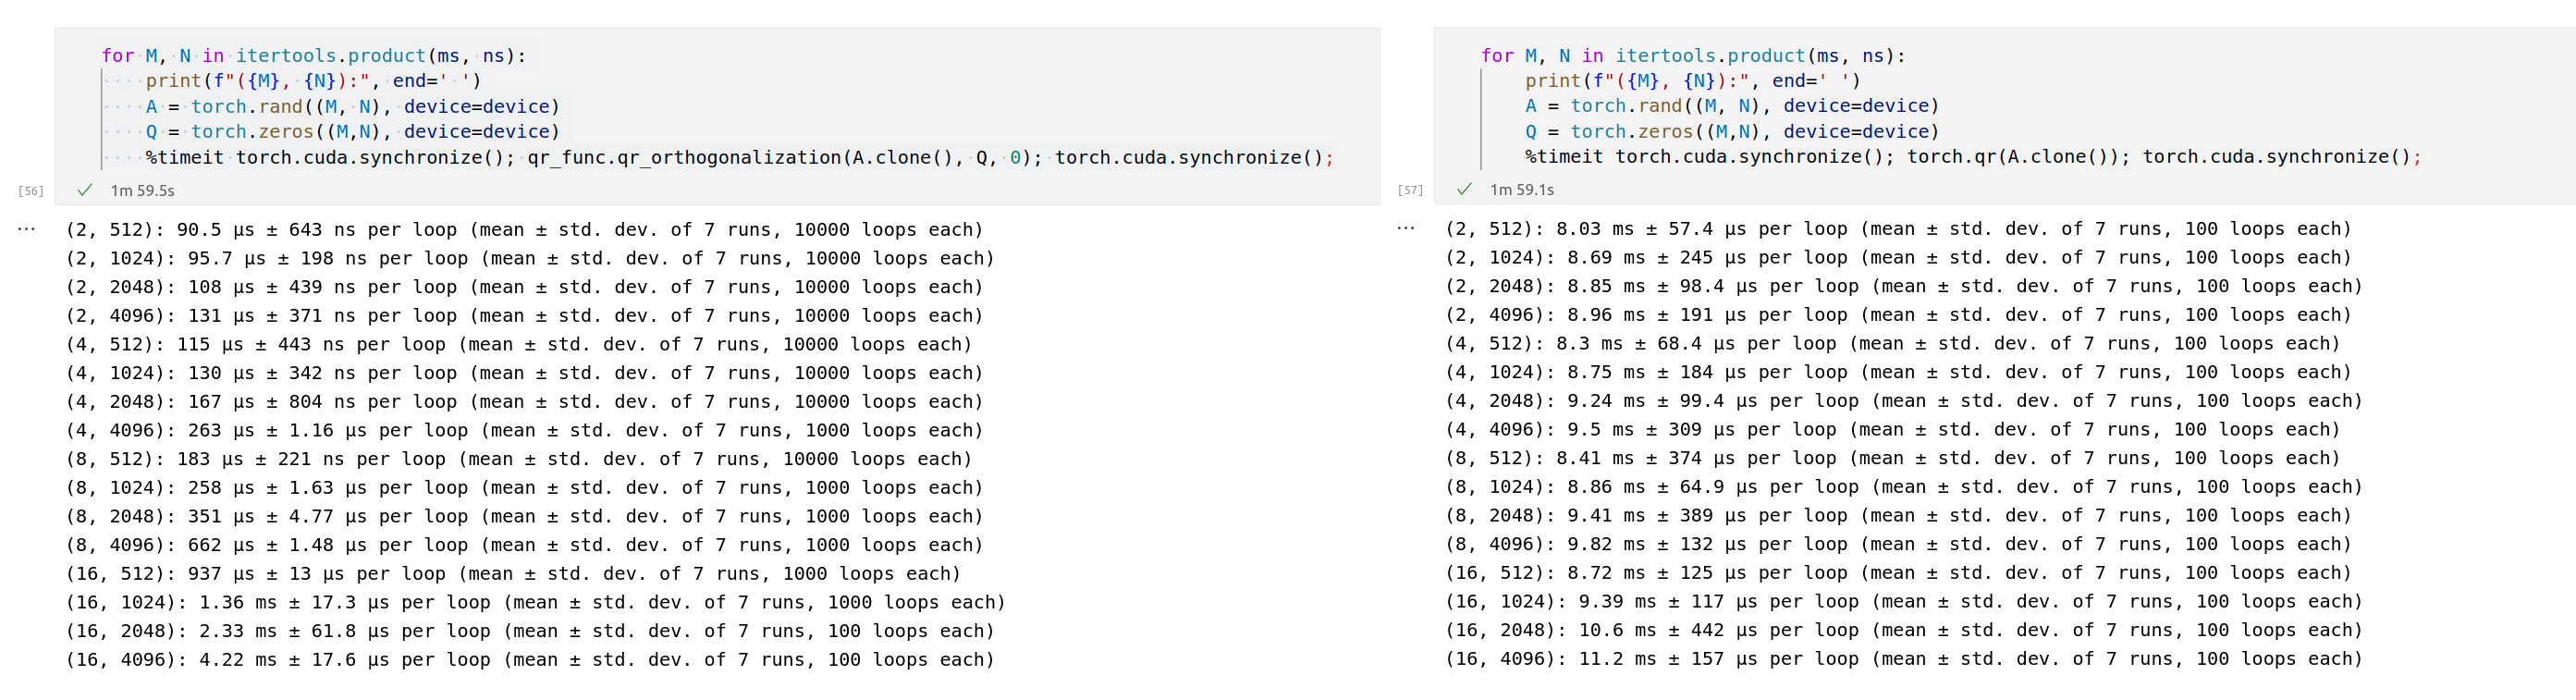 for M, N in itertools.product(ms, ns):
    print(f"({M}, {N}):", end=' ')
    A = torch.rand((M, N), device=device)
    Q = torch.zeros((M,N), device=device)
    %timeit torch.cuda.synchronize(); qr_func.qr_orthogonalization(A.clone(), Q, 0); torch.cuda.synchronize();
[56] ✓ 1m 59.5s
... (2, 512): 90.5 µs ± 643 ns per loop (mean ± std. dev. of 7 runs, 10000 loops each)
(2, 1024): 95.7 µs ± 198 ns per loop (mean ± std. dev. of 7 runs, 10000 loops each)
(2, 2048): 108 µs ± 439 ns per loop (mean ± std. dev. of 7 runs, 10000 loops each)
(2, 4096): 131 µs ± 371 ns per loop (mean ± std. dev. of 7 runs, 10000 loops each)
(4, 512): 115 µs ± 443 ns per loop (mean ± std. dev. of 7 runs, 10000 loops each)
(4, 1024): 130 µs ± 342 ns per loop (mean ± std. dev. of 7 runs, 10000 loops each)
(4, 2048): 167 µs ± 804 ns per loop (mean ± std. dev. of 7 runs, 10000 loops each)
(4, 4096): 263 µs ± 1.16 µs per loop (mean ± std. dev. of 7 runs, 1000 loops each)
(8, 512): 183 µs ± 221 ns per loop (mean ± std. dev. of 7 runs, 10000 loops each)
(8, 1024): 258 µs ± 1.63 µs per loop (mean ± std. dev. of 7 runs, 1000 loops each)
(8, 2048): 351 µs ± 4.77 µs per loop (mean ± std. dev. of 7 runs, 1000 loops each)
(8, 4096): 662 µs ± 1.48 µs per loop (mean ± std. dev. of 7 runs, 1000 loops each)
(16, 512): 937 µs ± 13 µs per loop (mean ± std. dev. of 7 runs, 1000 loops each)
(16, 1024): 1.36 ms ± 17.3 µs per loop (mean ± std. dev. of 7 runs, 1000 loops each)
(16, 2048): 2.33 ms ± 61.8 µs per loop (mean ± std. dev. of 7 runs, 100 loops each)
(16, 4096): 4.22 ms ± 17.6 µs per loop (mean ± std. dev. of 7 runs, 100 loops each)
for M, N in itertools.product(ms, ns):
    print(f"({M}, {N}):", end=' ')
    A = torch.rand((M, N), device=device)
    Q = torch.zeros((M,N), device=device)
    %timeit torch.cuda.synchronize(); torch.qr(A.clone()); torch.cuda.synchronize();
[57] ✓ 1m 59.1s
... (2, 512): 8.03 ms ± 57.4 µs per loop (mean ± std. dev. of 7 runs, 100 loops each)
(2, 1024): 8.69 ms ± 245 µs per loop (mean ± std. dev. of 7 runs, 100 loops each)
(2, 2048): 8.85 ms ± 98.4 µs per loop (mean ± std. dev. of 7 runs, 100 loops each)
(2, 4096): 8.96 ms ± 191 µs per loop (mean ± std. dev. of 7 runs, 100 loops each)
(4, 512): 8.3 ms ± 68.4 µs per loop (mean ± std. dev. of 7 runs, 100 loops each)
(4, 1024): 8.75 ms ± 184 µs per loop (mean ± std. dev. of 7 runs, 100 loops each)
(4, 2048): 9.24 ms ± 99.4 µs per loop (mean ± std. dev. of 7 runs, 100 loops each)
(4, 4096): 9.5 ms ± 309 µs per loop (mean ± std. dev. of 7 runs, 100 loops each)
(8, 512): 8.41 ms ± 374 µs per loop (mean ± std. dev. of 7 runs, 100 loops each)
(8, 1024): 8.86 ms ± 64.9 µs per loop (mean ± std. dev. of 7 runs, 100 loops each)
(8, 2048): 9.41 ms ± 389 µs per loop (mean ± std. dev. of 7 runs, 100 loops each)
(8, 4096): 9.82 ms ± 132 µs per loop (mean ± std. dev. of 7 runs, 100 loops each)
(16, 512): 8.72 ms ± 125 µs per loop (mean ± std. dev. of 7 runs, 100 loops each)
(16, 1024): 9.39 ms ± 117 µs per loop (mean ± std. dev. of 7 runs, 100 loops each)
(16, 2048): 10.6 ms ± 442 µs per loop (mean ± std. dev. of 7 runs, 100 loops each)
(16, 4096): 11.2 ms ± 157 µs per loop (mean ± std. dev. of 7 runs, 100 loops each)